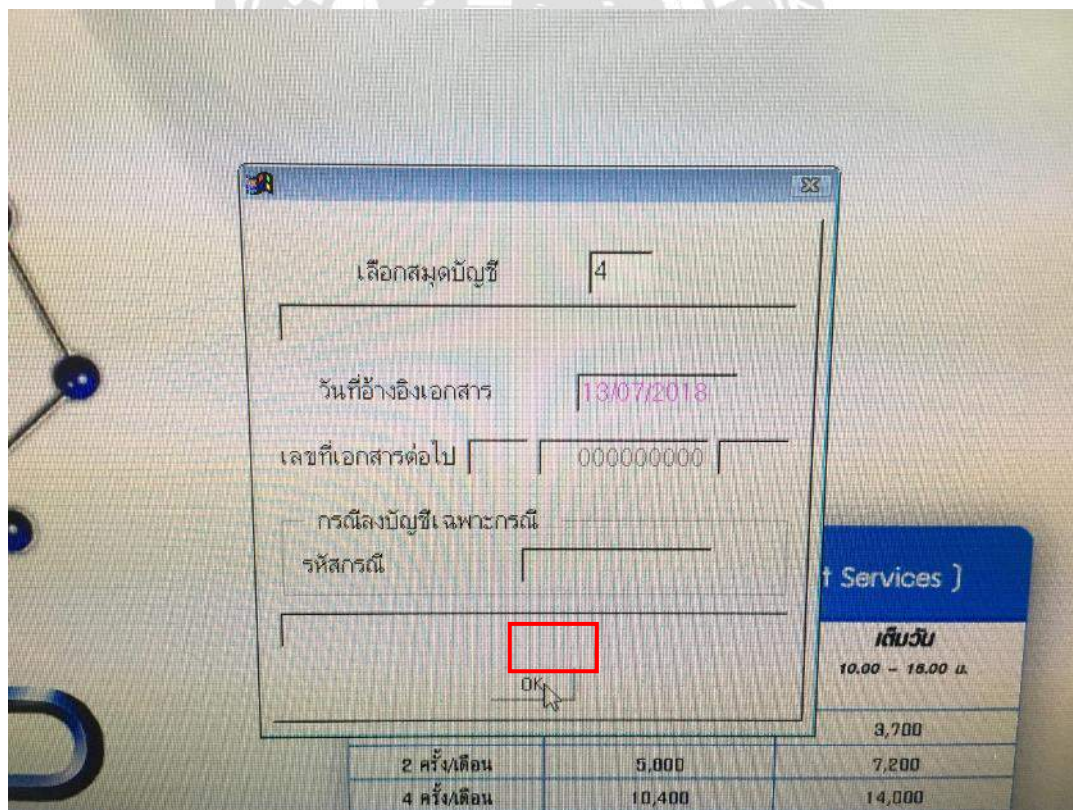 เลือกสมุดบัญชี 4
วันที่อ้างอิงเอกสาร 13/07/2018
เลขที่เอกสารต่อไป 000000000
กรณีลงบัญชีเฉพาะกรณี
รหัสกรณี
OK
t Services )
เต็มวัน
10.00 - 16.00 น.
3,700
2 ครั้ง/เดือน 5,000 7,200
4 ครั้ง/เดือน 10,400 14,000